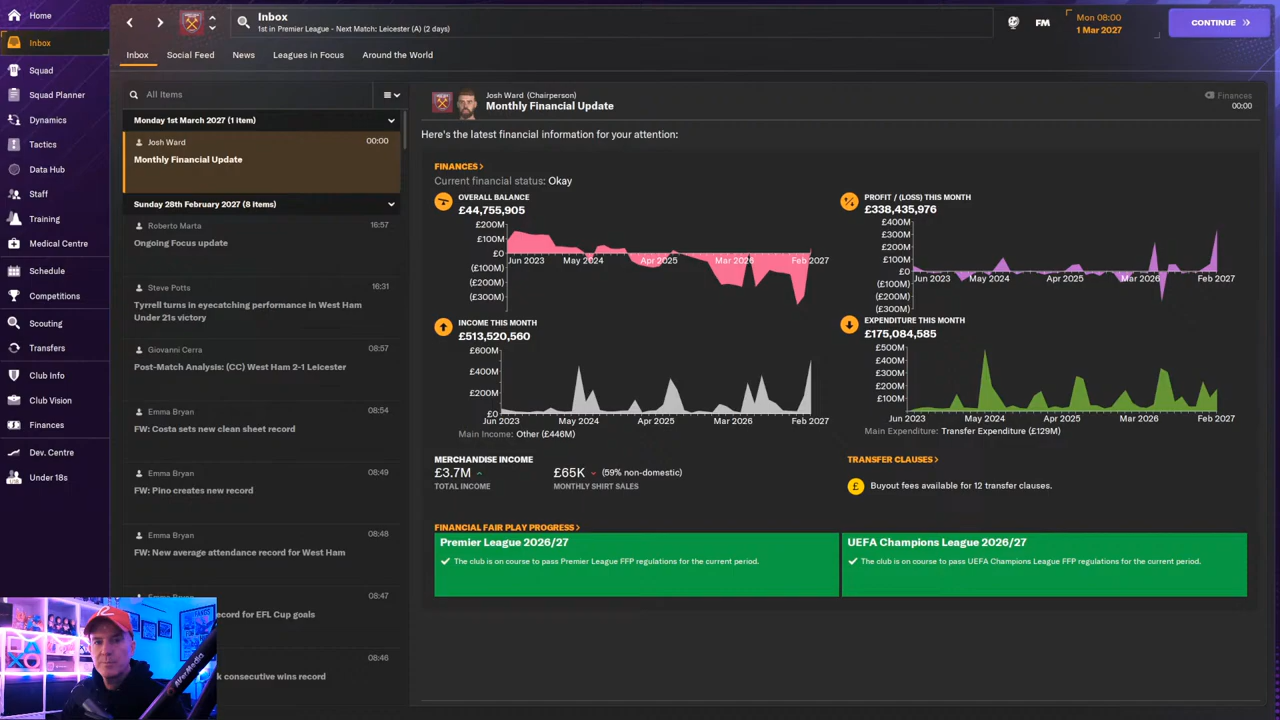 Home
Inbox
Squad
Squad Planner
Dynamics
Tactics
Data Hub
Staff
Training
Medical Centre
Schedule
Competitions
Scouting
Transfers
Club Info
Club Vision
Finances
Dev. Centre
Under 18s
Inbox
1st in Premier League - Next Match: Leicester (A) (2 days)
FM
Mon 08:00
1 Mar 2027
CONTINUE
Inbox Social Feed News Leagues in Focus Around the World
All Items
Monday 1st March 2027 (1 item)
Josh Ward 00:00
Monthly Financial Update
Sunday 28th February 2027 (8 items)
Roberto Marta 16:57
Ongoing Focus update
Steve Potts 16:31
Tyrrell turns in eyecatching performance in West Ham
Under 21s victory
Giovanni Cerra 08:57
Post-Match Analysis: (CC) West Ham 2-1 Leicester
Emma Bryan 08:54
FW: Costa sets new clean sheet record
Emma Bryan 08:49
FW: Pino creates new record
Emma Bryan 08:48
FW: New average attendance record for West Ham
08:47
record for EFL Cup goals
08:46
consecutive wins record
Josh Ward (Chairperson)
Monthly Financial Update
Finances
00:00
Here's the latest financial information for your attention:
FINANCES
Current financial status: Okay
OVERALL BALANCE
£44,755,905
£200M
£100M
£0
(£100M)
(£200M)
(£300M)
Jun 2023 May 2024 Apr 2025 Mar 2026 Feb 2027
PROFIT / (LOSS) THIS MONTH
£338,435,976
£400M
£300M
£200M
£100M
£0
(£100M)
(£200M)
(£300M)
Jun 2023 May 2024 Apr 2025 Mar 2026 Feb 2027
INCOME THIS MONTH
£513,520,560
£600M
£400M
£200M
£0
Jun 2023 May 2024 Apr 2025 Mar 2026 Feb 2027
Main Income: Other (£446M)
EXPENDITURE THIS MONTH
£175,084,585
£500M
£400M
£300M
£200M
£100M
Jun 2023 May 2024 Apr 2025 Mar 2026 Feb 2027
Main Expenditure: Transfer Expenditure (£129M)
MERCHANDISE INCOME
£3.7M £65K (59% non-domestic)
TOTAL INCOME MONTHLY SHIRT SALES
TRANSFER CLAUSES
£ Buyout fees available for 12 transfer clauses.
FINANCIAL FAIR PLAY PROGRESS
Premier League 2026/27
The club is on course to pass Premier League FFP regulations for the current period.
UEFA Champions League 2026/27
The club is on course to pass UEFA Champions League FFP regulations for the current period.
AVerMedia